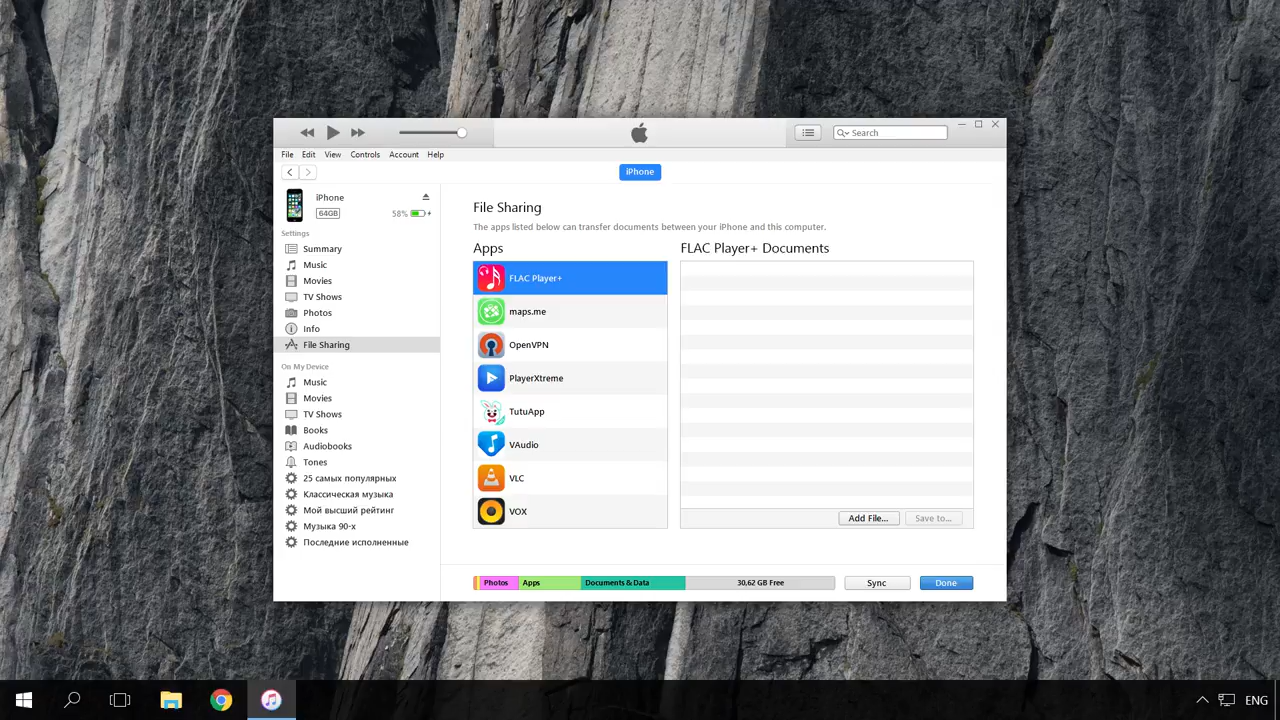 Search
File Edit View Controls Account Help
iPhone
iPhone
64GB 58%
Settings
Summary
Music
Movies
TV Shows
Photos
Info
File Sharing
On My Device
Music
Movies
TV Shows
Books
Audiobooks
Tones
25 самых популярных
Классическая музыка
Мой высший рейтинг
Музыка 90-х
Последние исполненные
File Sharing
The apps listed below can transfer documents between your iPhone and this computer.
Apps
FLAC Player+
maps.me
OpenVPN
PlayerXtreme
TutuApp
VAudio
VLC
VOX
FLAC Player+ Documents
Add File... Save to...
Photos Apps Documents & Data 30,62 GB Free Sync Done
ENG